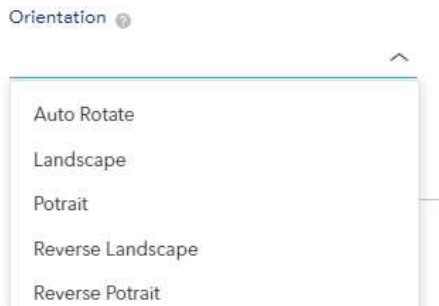 Orientation
Auto Rotate
Landscape
Potrait
Reverse Landscape
Reverse Potrait